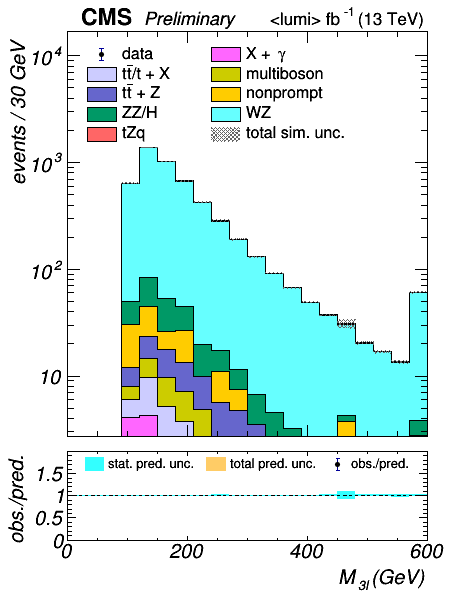 CMS Preliminary <lumi> fb⁻¹ (13 TeV)
events / 30 GeV
10⁴
10³
10²
10
data
tt̄/t + X
tt̄ + Z
ZZ/H
tZq
X + γ
multiboson
nonprompt
WZ
total sim. unc.
obs./pred.
1.5
1
0.5
0
stat. pred. unc. total pred. unc. obs./pred.
0 200 400 600
M₃ₗ (GeV)